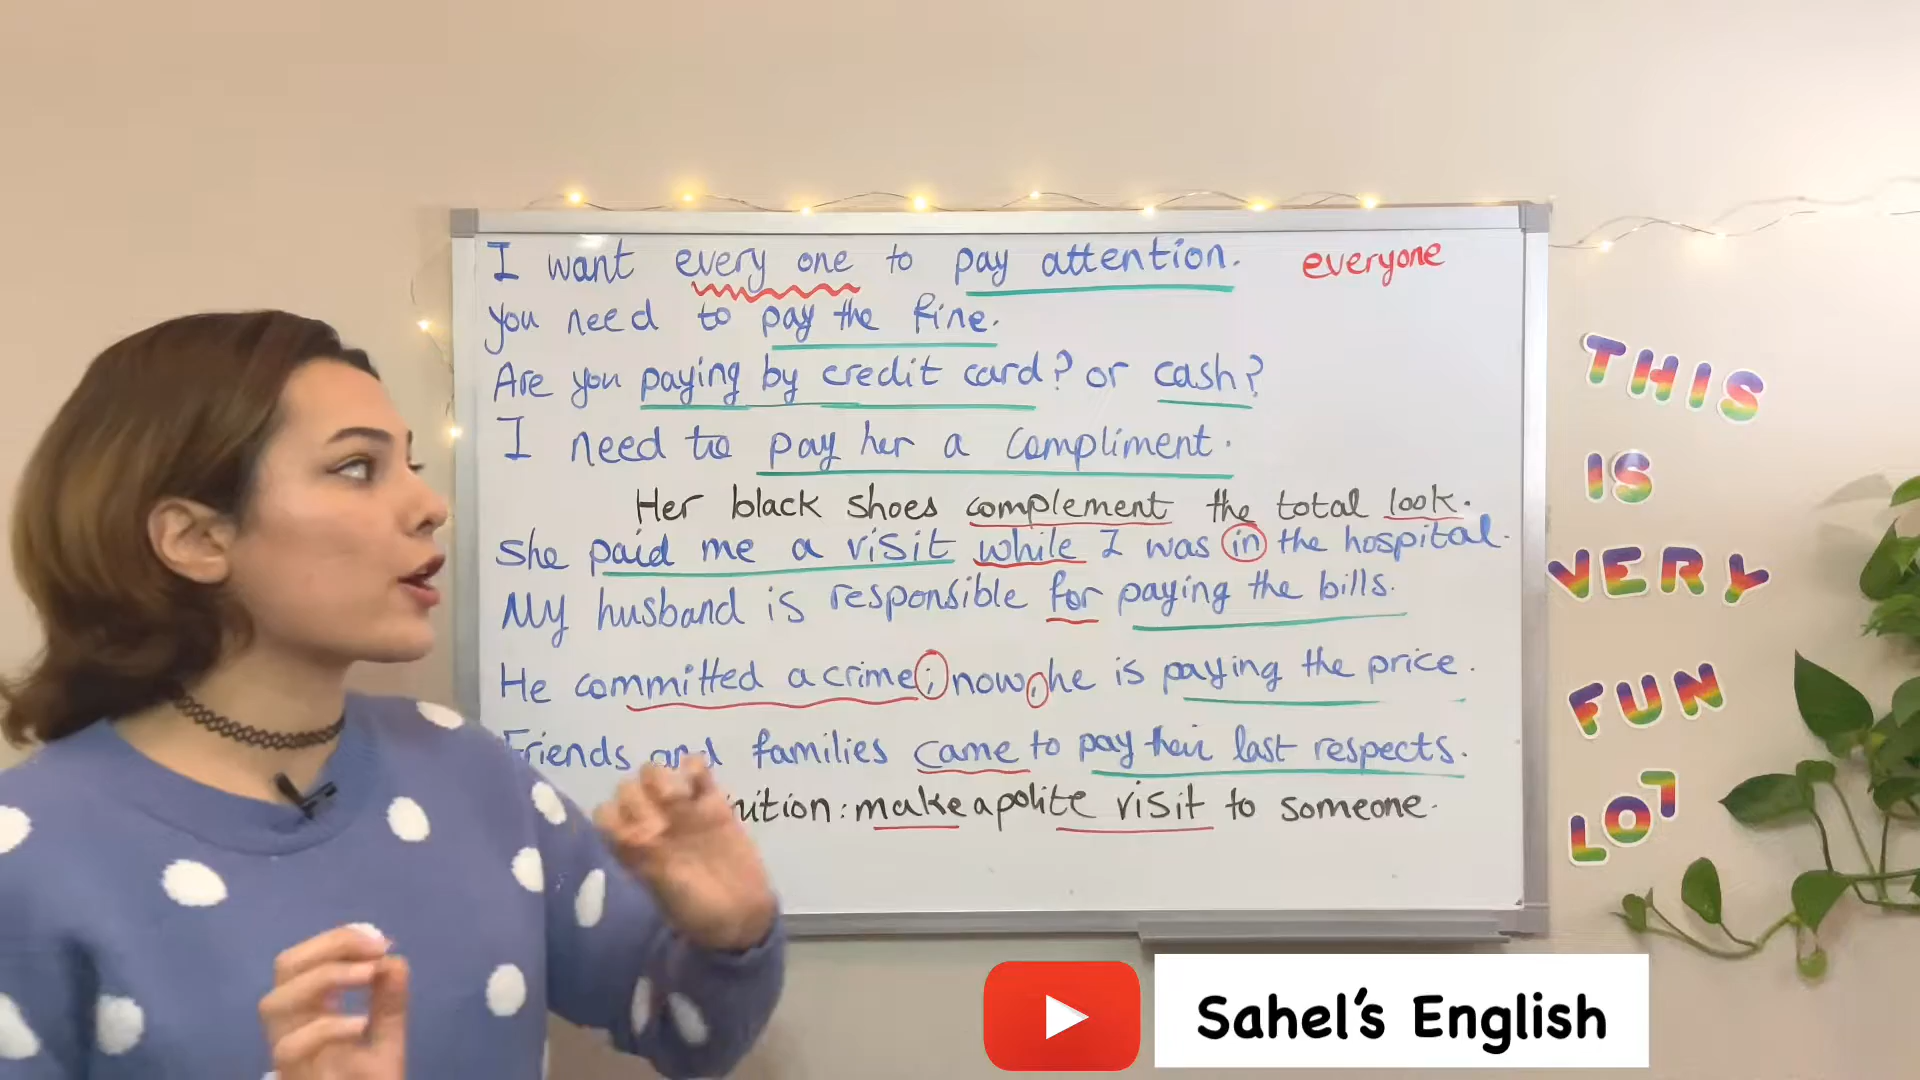 I want every one to pay attention. everyone
you need to pay the fine.
Are you paying by credit card? or cash?
I need to pay her a compliment.
Her black shoes complement the total look.
She paid me a visit while I was in the hospital.
My husband is responsible for paying the bills.
He committed a crime; now, he is paying the price.
Friends and families came to pay their last respects.
: make a polite visit to someone.
THIS
IS
VERY
FUN
LOT
Sahel's English